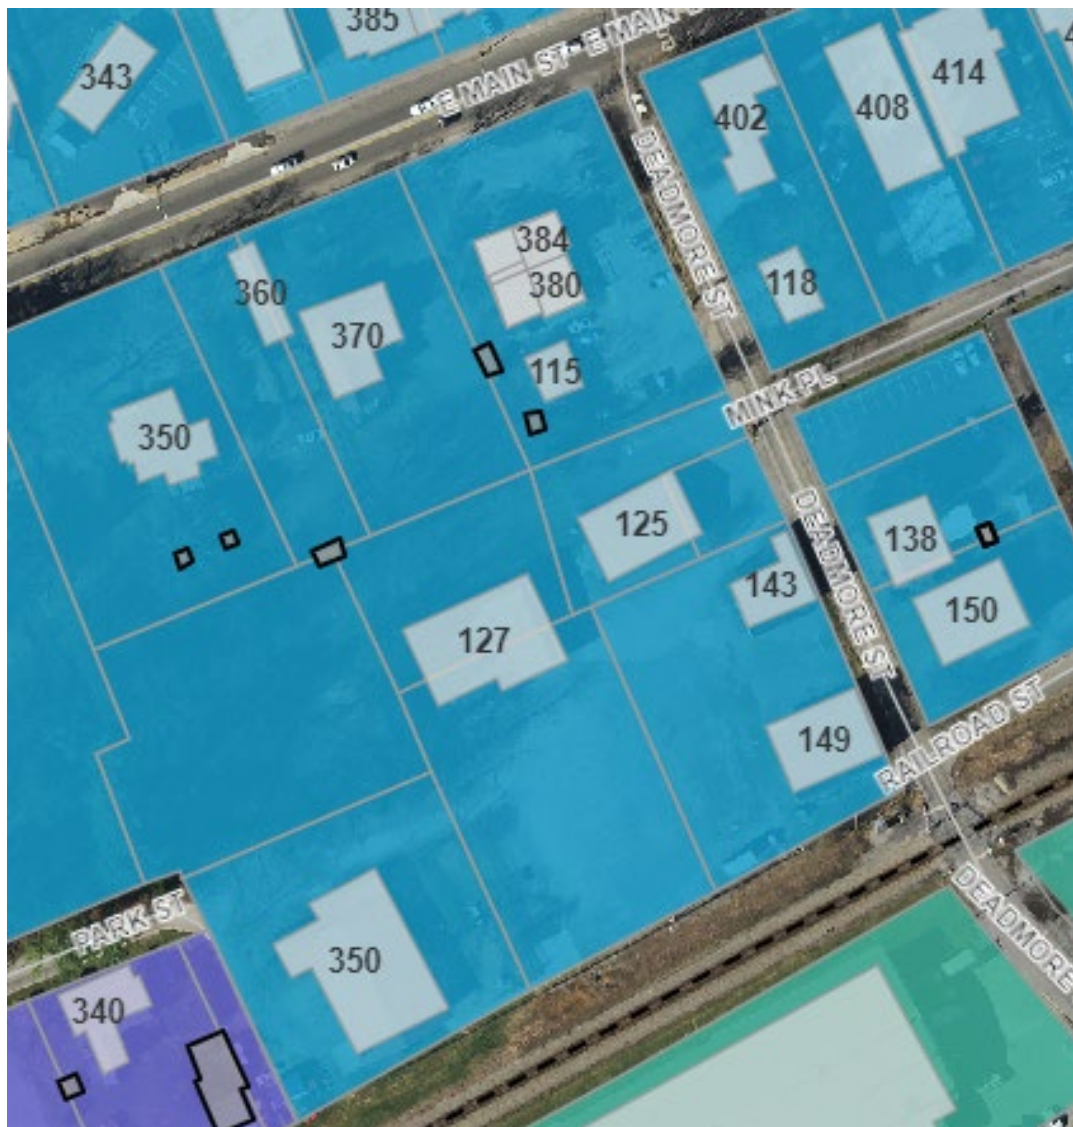 385
343
E MAIN ST
E MAIN S
414
408
402
DEADMORE ST
384
380
360
118
370
115
MINK PL
350
125
DEADMORE ST
138
143
150
127
149
RAILROAD ST
DEADMORE
PARK ST
350
340